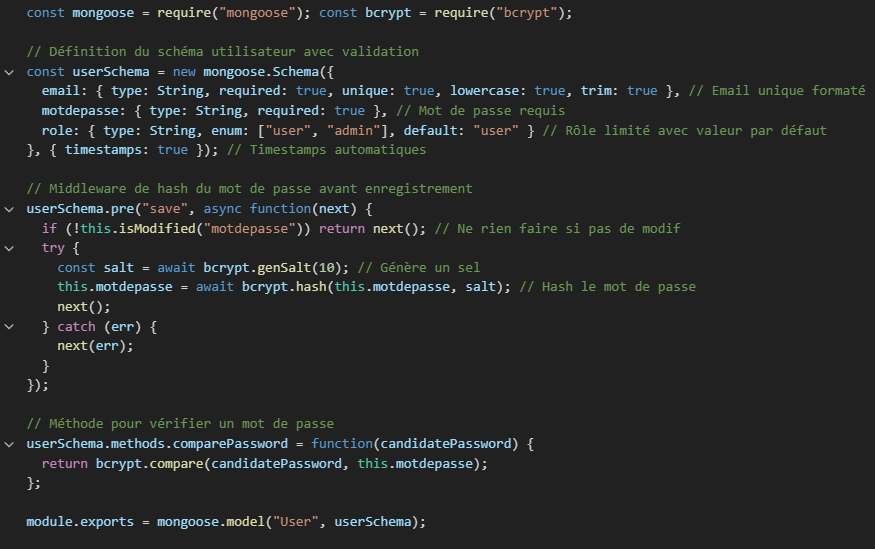 const mongoose = require("mongoose"); const bcrypt = require("bcrypt");

// Définition du schéma utilisateur avec validation
const userSchema = new mongoose.Schema({
  email: { type: String, required: true, unique: true, lowercase: true, trim: true }, // Email unique formaté
  motdepasse: { type: String, required: true }, // Mot de passe requis
  role: { type: String, enum: ["user", "admin"], default: "user" } // Rôle limité avec valeur par défaut
}, { timestamps: true }); // Timestamps automatiques

// Middleware de hash du mot de passe avant enregistrement
userSchema.pre("save", async function(next) {
  if (!this.isModified("motdepasse")) return next(); // Ne rien faire si pas de modif
  try {
    const salt = await bcrypt.genSalt(10); // Génère un sel
    this.motdepasse = await bcrypt.hash(this.motdepasse, salt); // Hash le mot de passe
    next();
  } catch (err) {
    next(err);
  }
});

// Méthode pour vérifier un mot de passe
userSchema.methods.comparePassword = function(candidatePassword) {
  return bcrypt.compare(candidatePassword, this.motdepasse);
};

module.exports = mongoose.model("User", userSchema);